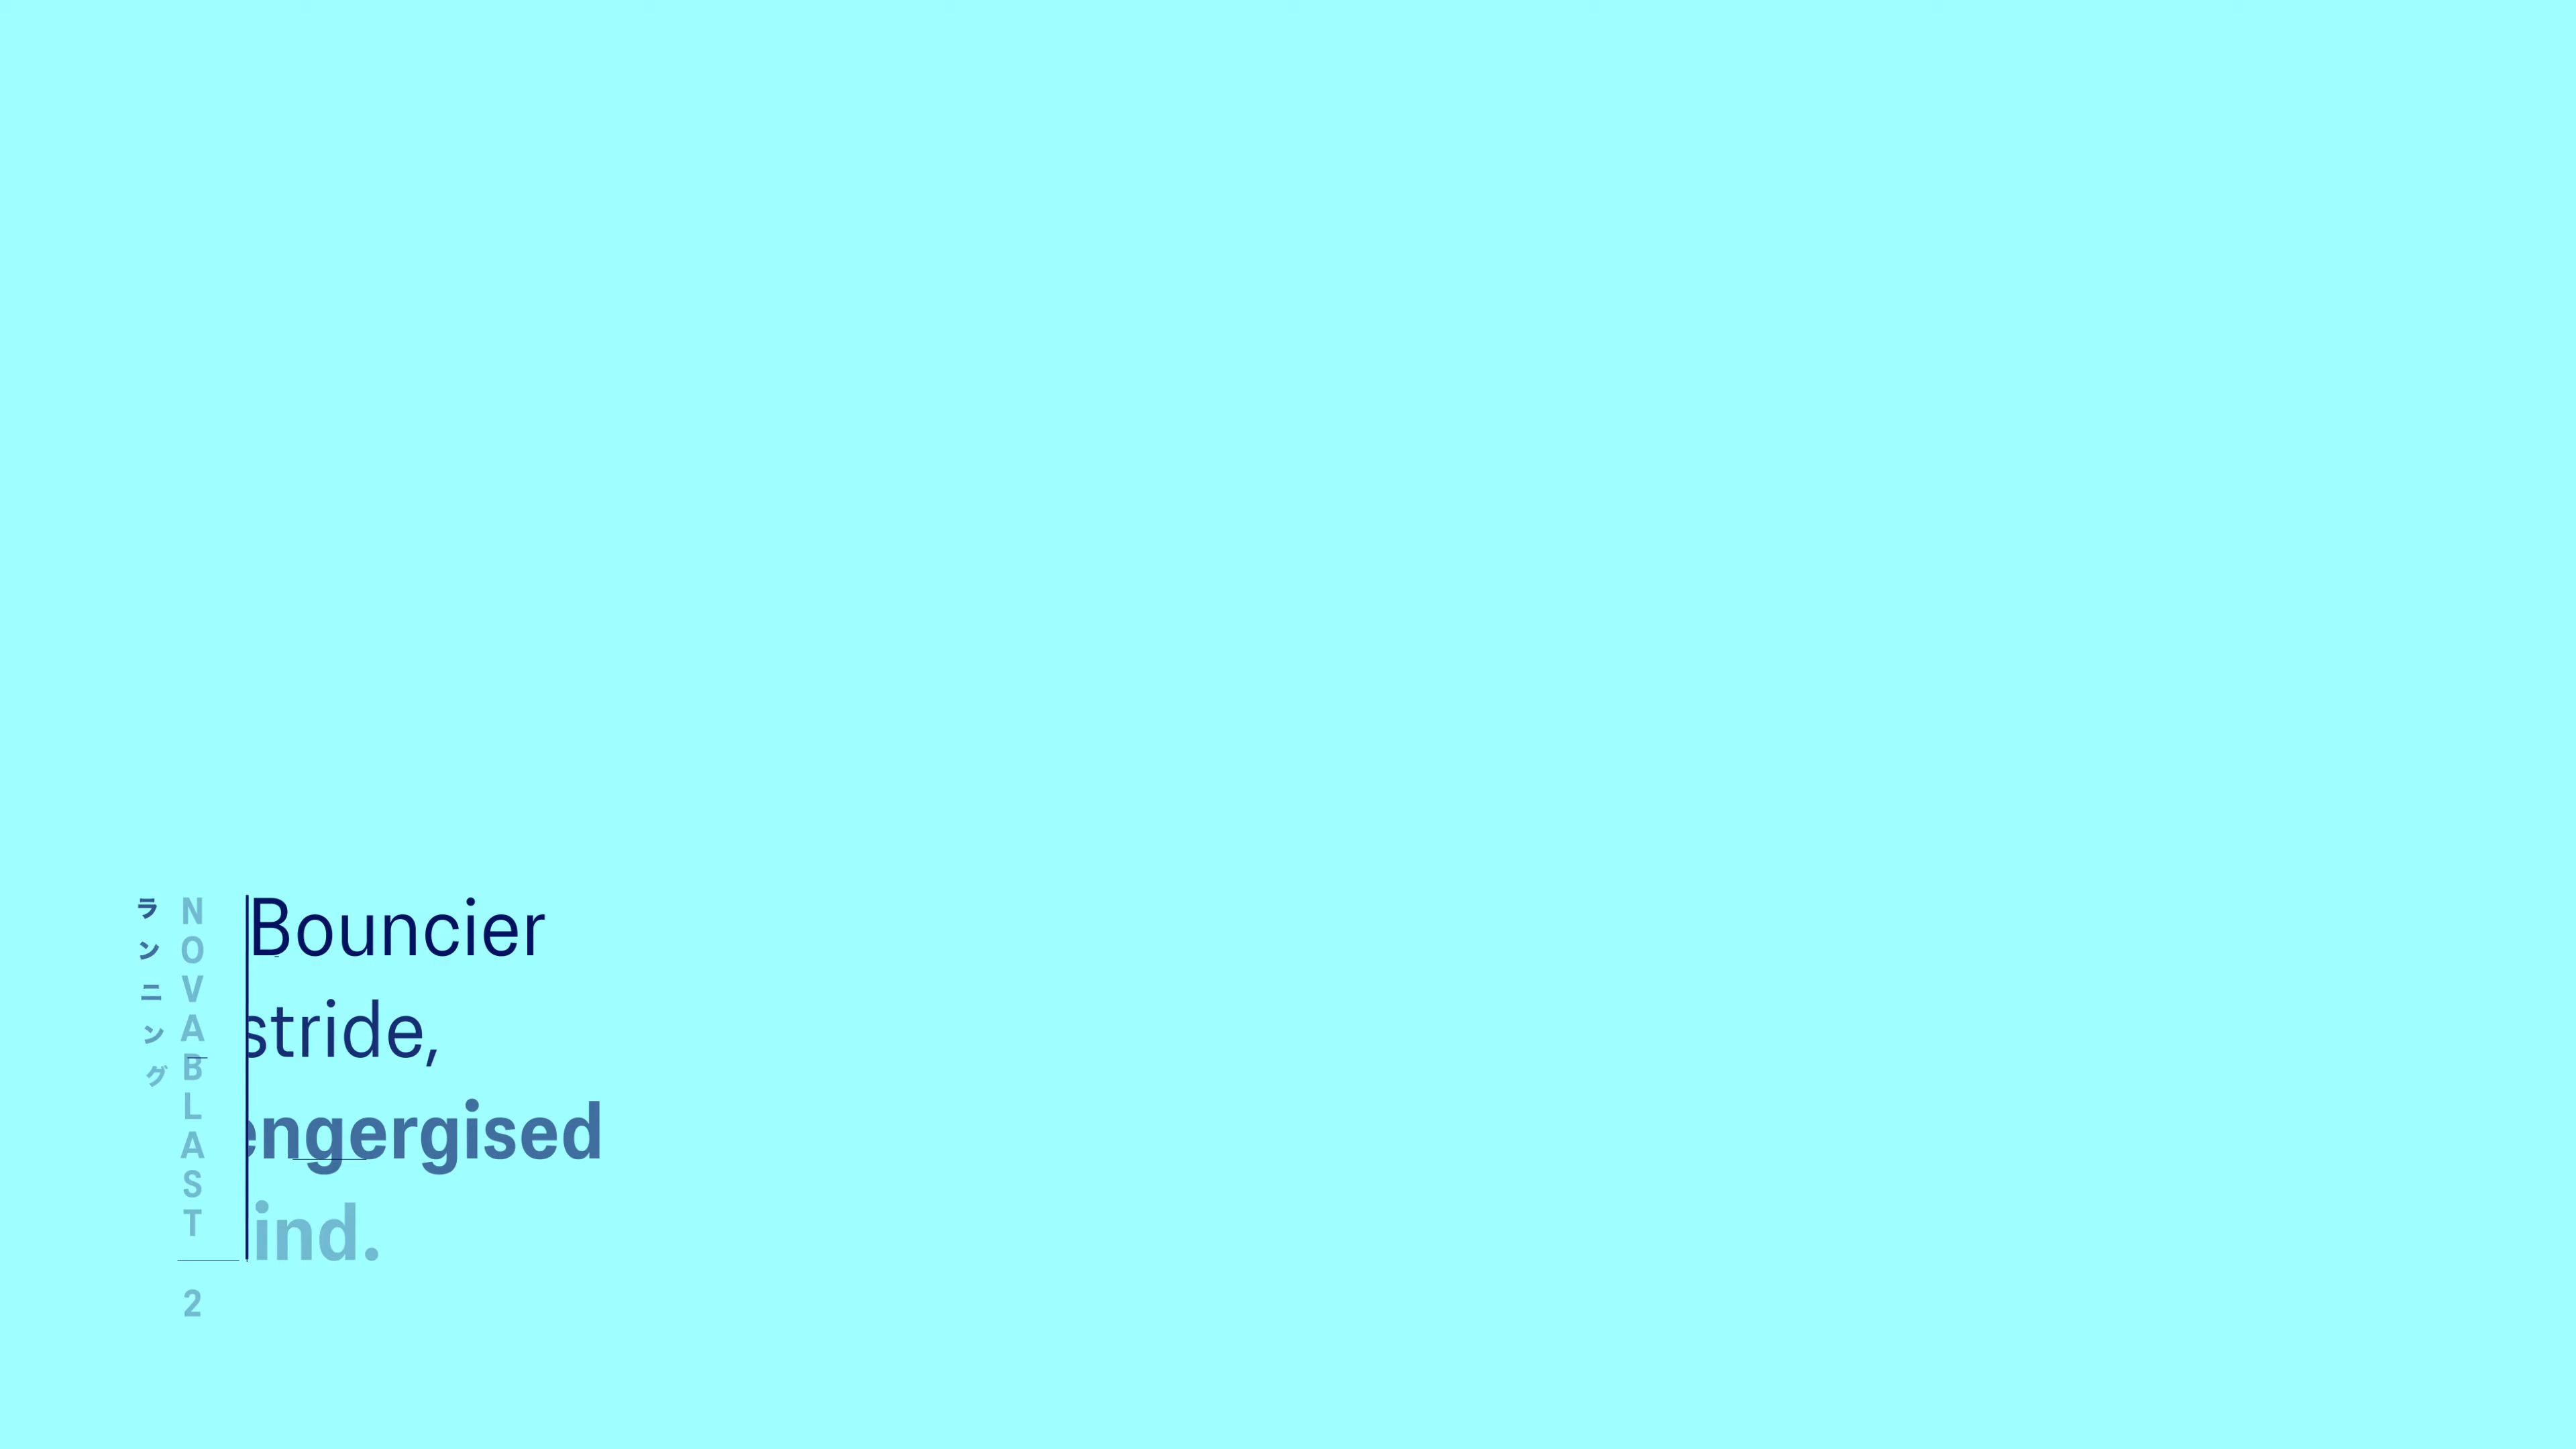 ランニング
NOVABLAST 2
Bouncier
stride,
engergised
ind.